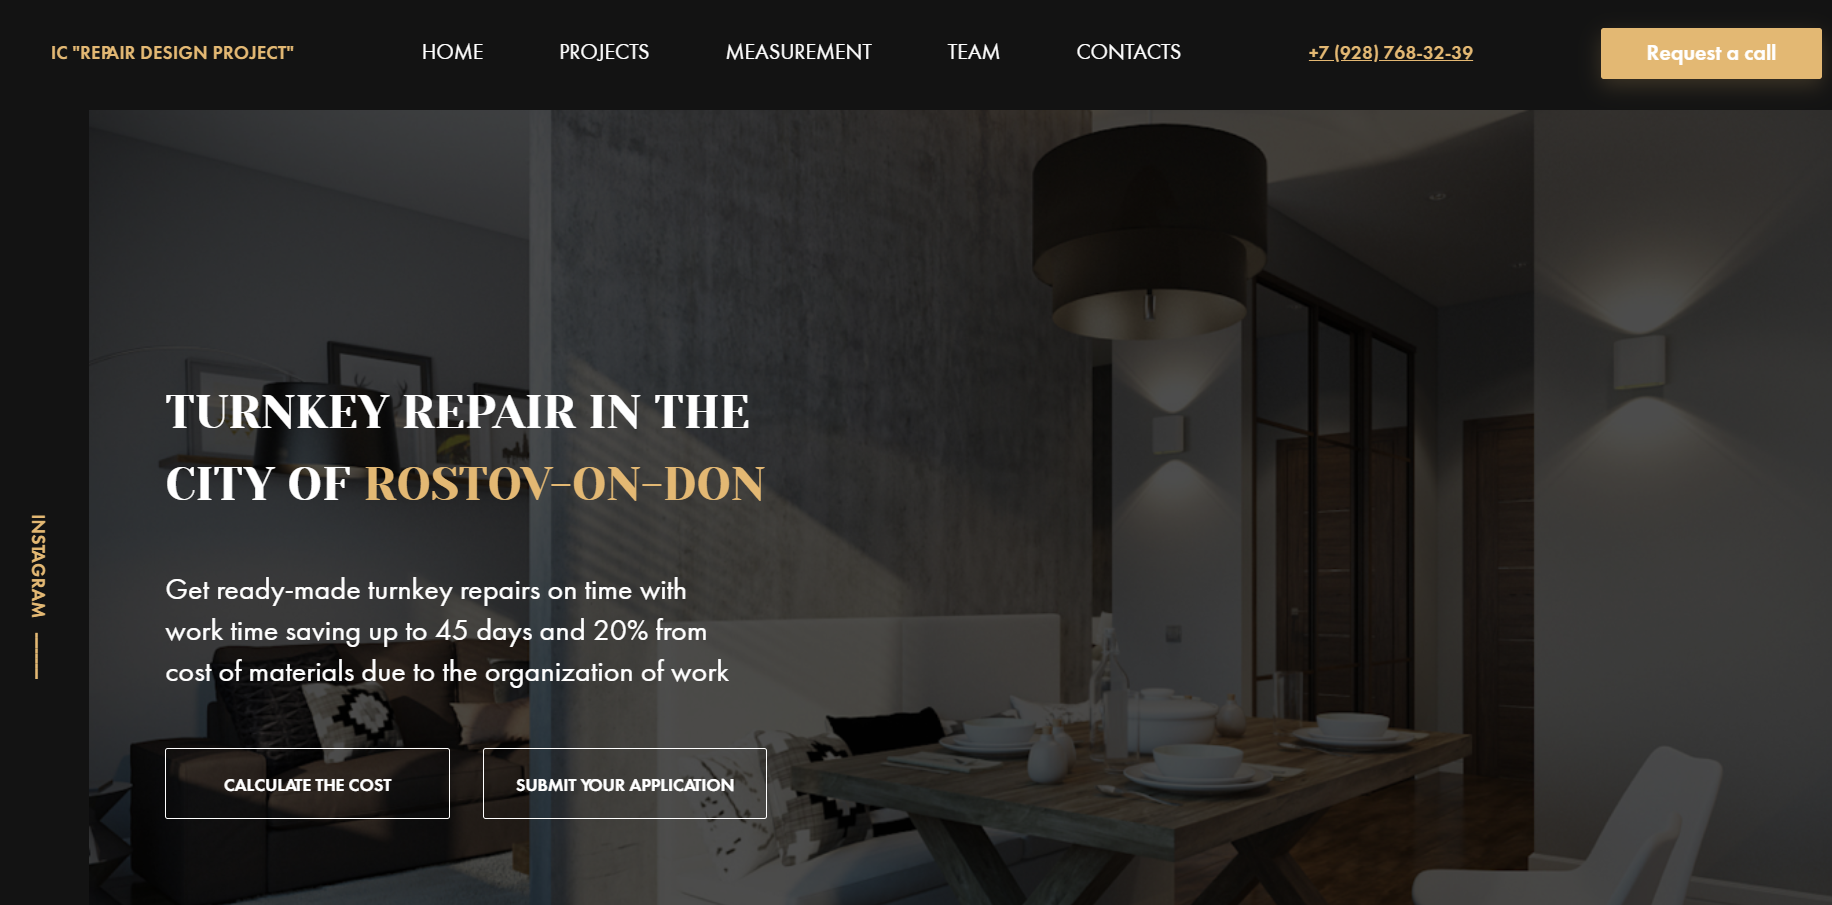 IC "REPAIR DESIGN PROJECT"
HOME
PROJECTS
MEASUREMENT
TEAM
CONTACTS
+7 (928) 768-32-39
Request a call
TURNKEY REPAIR IN THE
CITY OF ROSTOV-ON-DON
INSTAGRAM
Get ready-made turnkey repairs on time with
work time saving up to 45 days and 20% from
cost of materials due to the organization of work
CALCULATE THE COST
SUBMIT YOUR APPLICATION